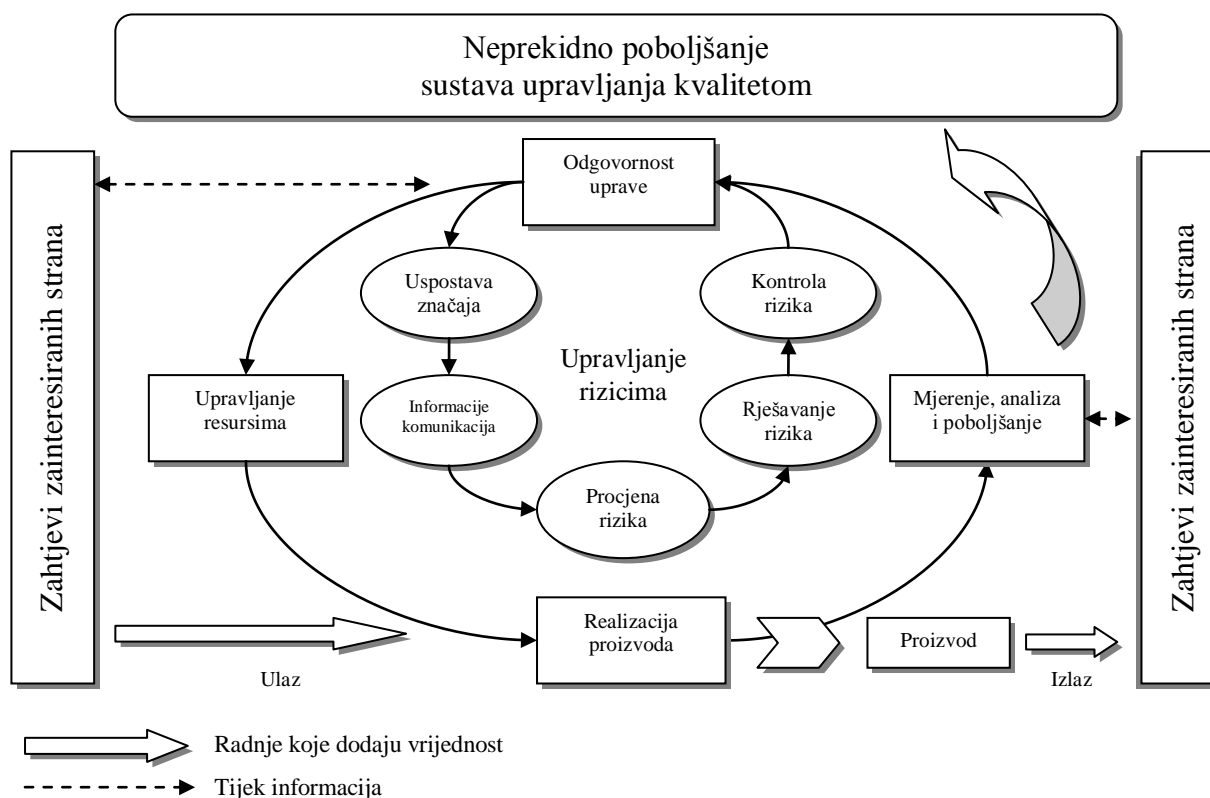 Neprekidno poboljšanje
sustava upravljanja kvalitetom
Zahtjevi zainteresiranih strana
Odgovornost
uprave
Uspostava
značaja
Kontrola
rizika
Upravljanje
rizicima
Upravljanje
resursima
Informacije
komunikacija
Rješavanje
rizika
Mjerenje, analiza
i poboljšanje
Procjena
rizika
Realizacija
proizvoda
Proizvod
Ulaz
Izlaz
Zahtjevi zainteresiranih strana
Radnje koje dodaju vrijednost
Tijek informacija